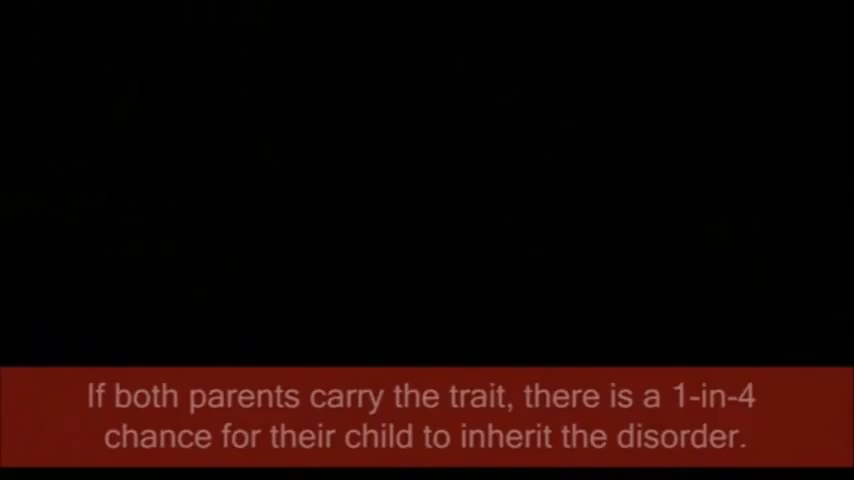 If both parents carry the trait, there is a 1-in-4
chance for their child to inherit the disorder.